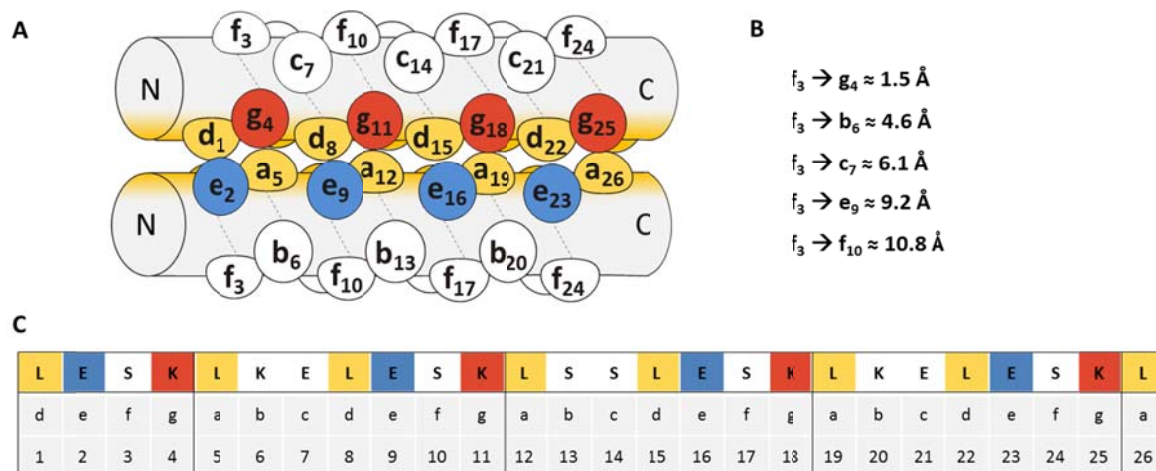 A
B
f3 f10 f17 f24
c7 c14 c21
N C
g4 g11 g18 g25
d1 d8 d15 d22
a5 a12 a19 a26
e2 e9 e16 e23
N C
b6 b13 b20
f3 f10 f17 f24
f3 → g4 ≈ 1.5 Å
f3 → b6 ≈ 4.6 Å
f3 → c7 ≈ 6.1 Å
f3 → e9 ≈ 9.2 Å
f3 → f10 ≈ 10.8 Å
C
L E S K L K E L E S K L S S L E S K L K E L E S K L
d e f g a b c d e f g a b c d e f g a b c d e f g a
1 2 3 4 5 6 7 8 9 10 11 12 13 14 15 16 17 18 19 20 21 22 23 24 25 26